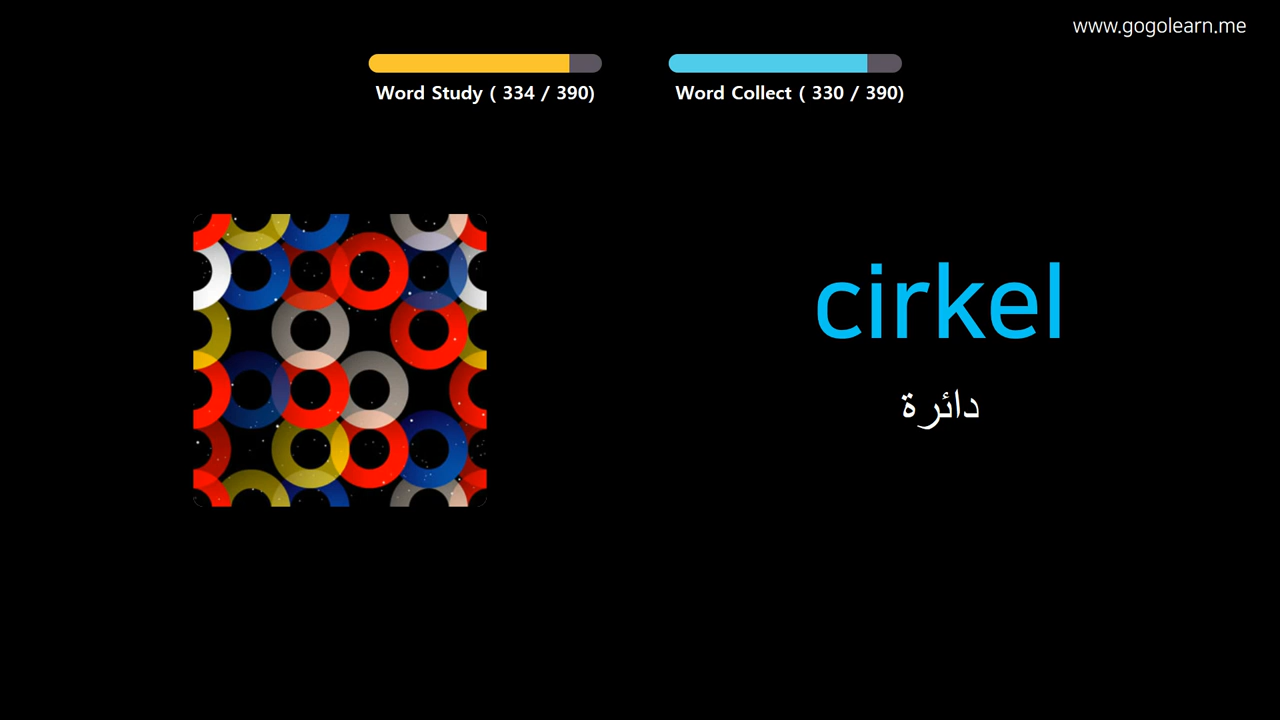 www.gogolearn.me
Word Study ( 334 / 390)
Word Collect ( 330 / 390)
cirkel
دائرة